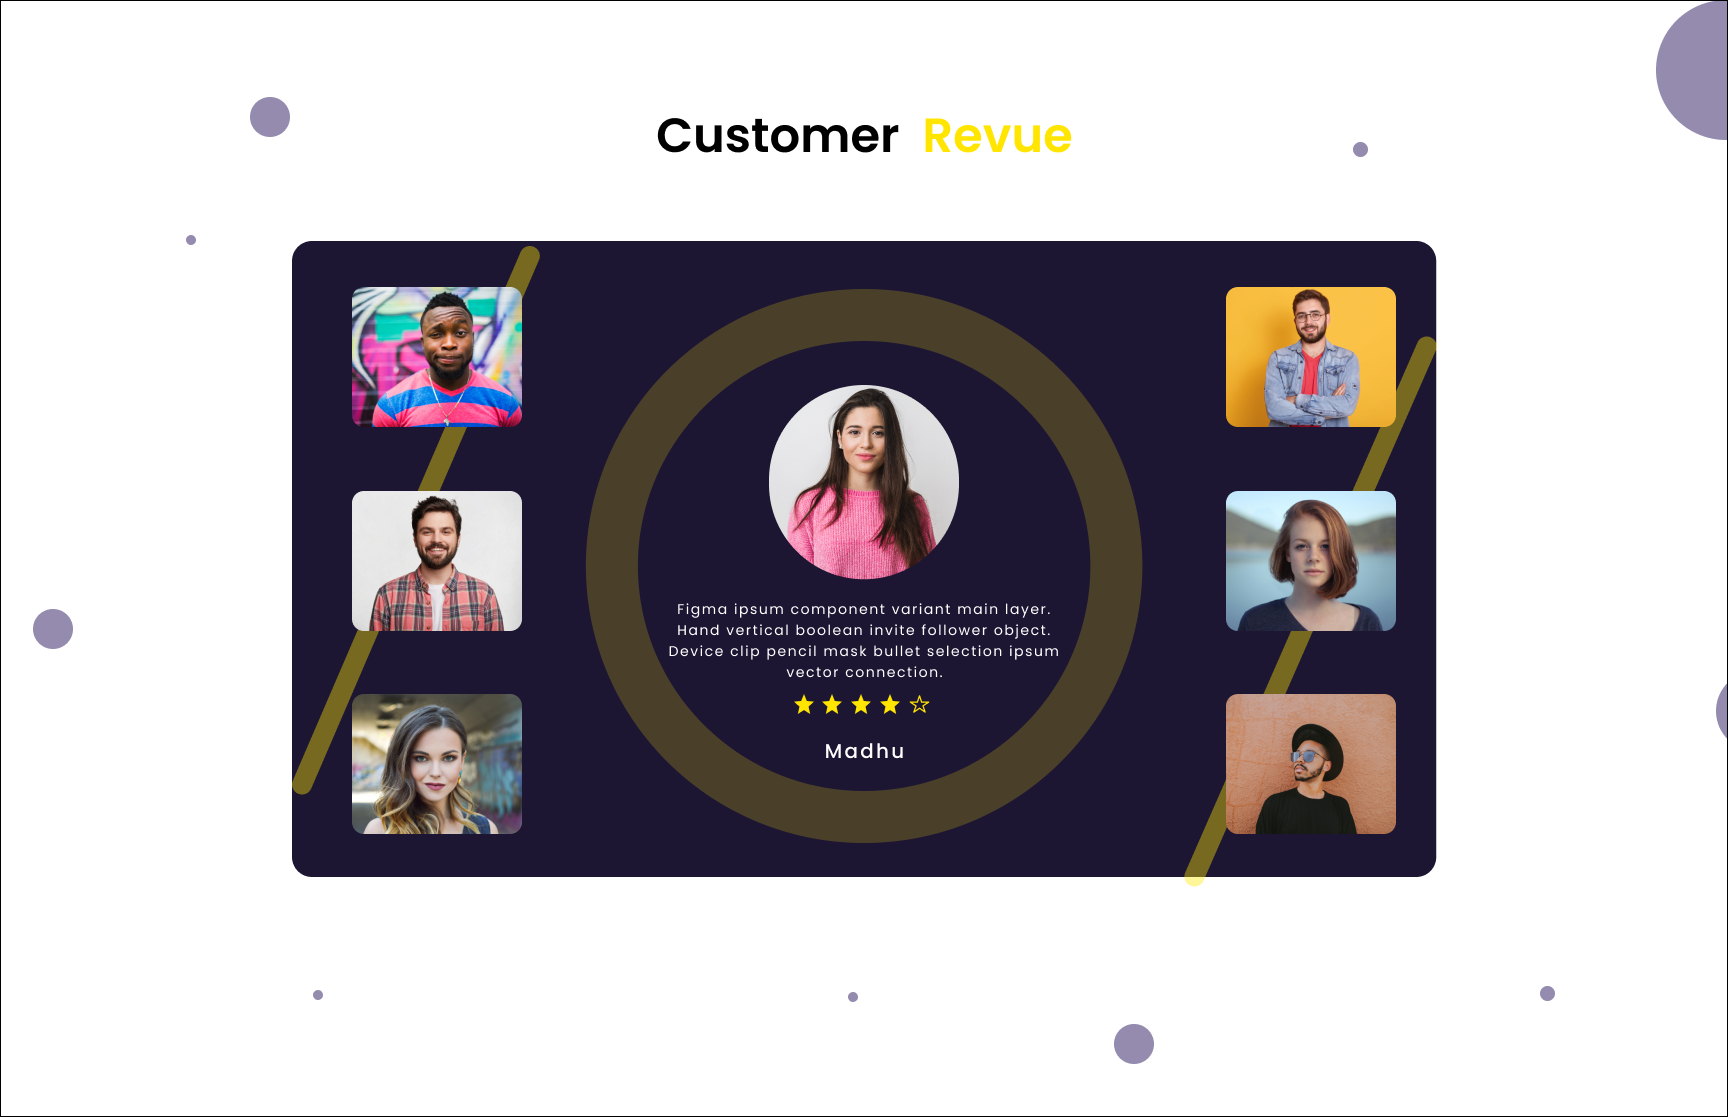 Customer Revue
Figma ipsum component variant main layer.
Hand vertical boolean invite follower object.
Device clip pencil mask bullet selection ipsum
vector connection.
Madhu